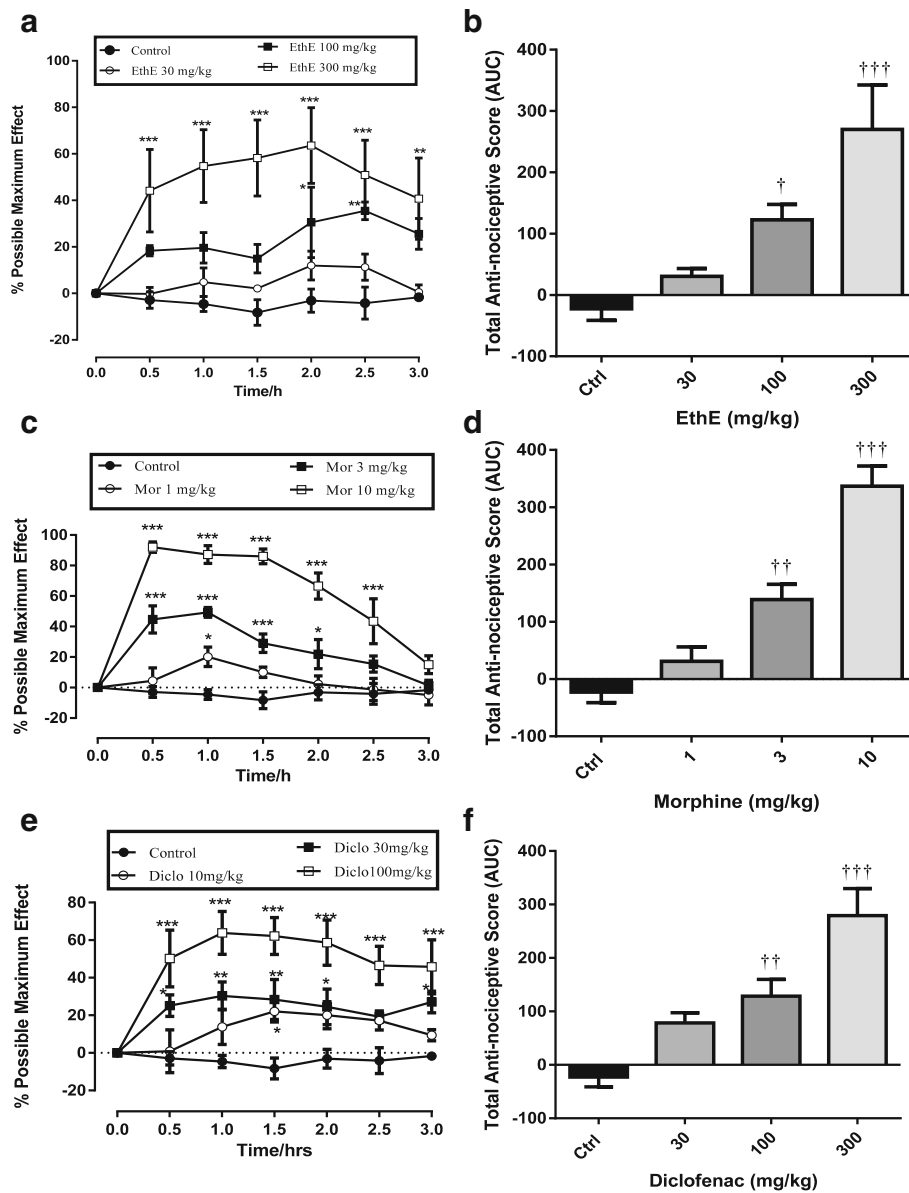 a
Control
EthE 100 mg/kg
EthE 30 mg/kg
EthE 300 mg/kg
% Possible Maximum Effect
100
80
60
40
20
0
-20
***
***
***
***
***
**
*
**
0.0 0.5 1.0 1.5 2.0 2.5 3.0
Time/h
b
Total Anti-nociceptive Score (AUC)
400
300
200
100
0
-100
†
†††
Ctrl 30 100 300
EthE (mg/kg)
c
Control
Mor 3 mg/kg
Mor 1 mg/kg
Mor 10 mg/kg
% Possible Maximum Effect
100
80
60
40
20
0
-20
***
***
***
***
***
***
***
***
*
*
0.0 0.5 1.0 1.5 2.0 2.5 3.0
Time/h
d
Total Anti-nociceptive Score (AUC)
400
300
200
100
0
-100
††
†††
Ctrl 1 3 10
Morphine (mg/kg)
e
Control
Diclo 30mg/kg
Diclo 10mg/kg
Diclo100mg/kg
% Possible Maximum Effect
80
60
40
20
0
-20
***
***
***
***
***
***
*
**
**
*
*
*
0.0 0.5 1.0 1.5 2.0 2.5 3.0
Time/hrs
f
Total Anti-nociceptive Score (AUC)
400
300
200
100
0
-100
††
†††
Ctrl 30 100 300
Diclofenac (mg/kg)